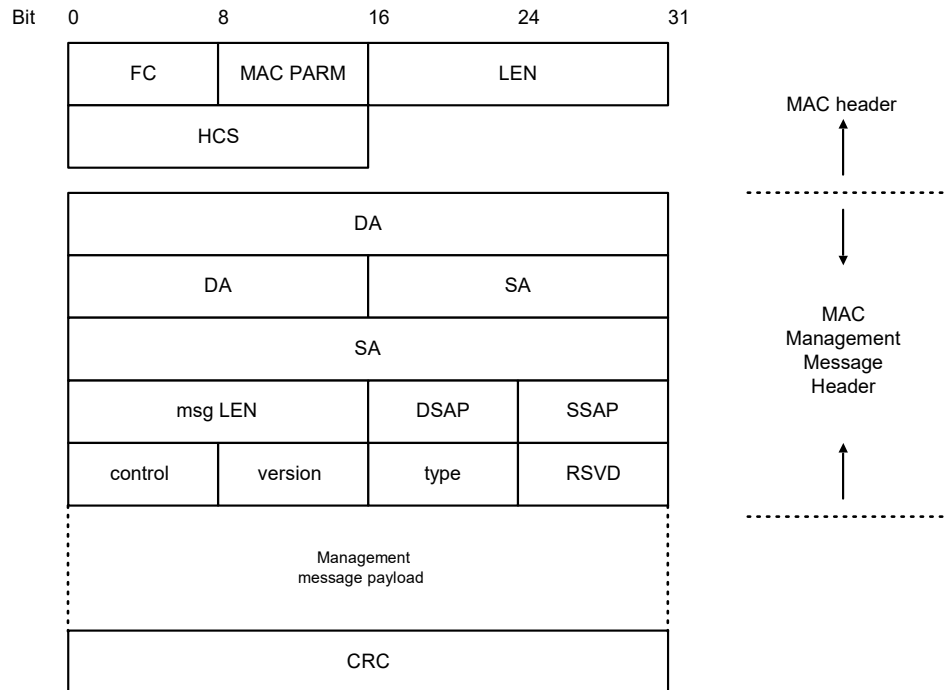 Bit 0 8 16 24 31
FC MAC PARM LEN
MAC header
HCS
DA
DA SA
SA
MAC
Management
Message
Header
msg LEN DSAP SSAP
control version type RSVD
Management
message payload
CRC